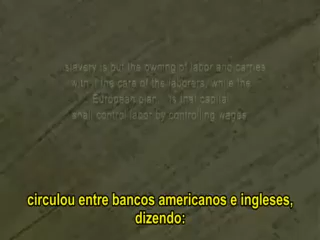 slavery is but the owning of labor and carries
with it the care of the laborers, while the
European plan, is that capital
shall control labor by controlling wages
circulou entre bancos americanos e ingleses,
dizendo: